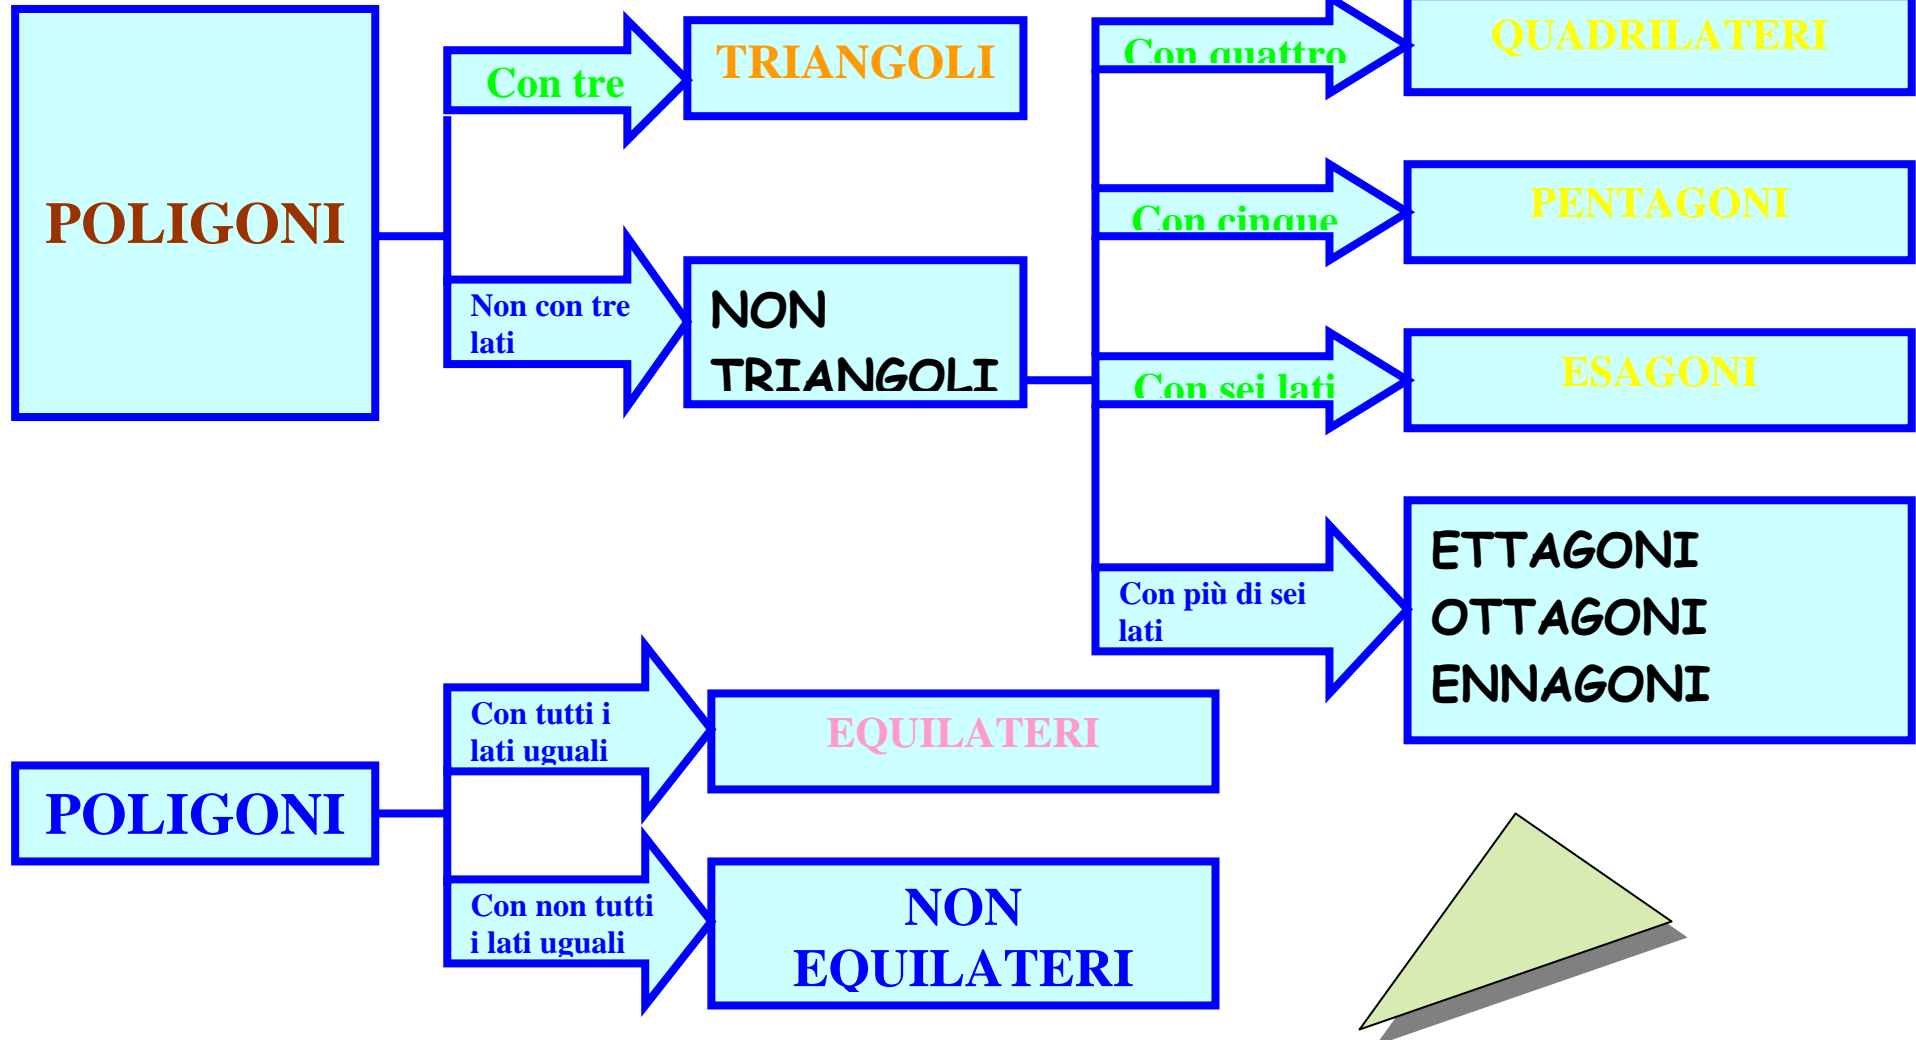 POLIGONI
Con tre
TRIANGOLI
Non con tre
lati
NON
TRIANGOLI
Con quattro
QUADRILATERI
Con cinque
PENTAGONI
Con sei lati
ESAGONI
Con più di sei
lati
ETTAGONI
OTTAGONI
ENNAGONI
POLIGONI
Con tutti i
lati uguali
EQUILATERI
Con non tutti
i lati uguali
NON
EQUILATERI